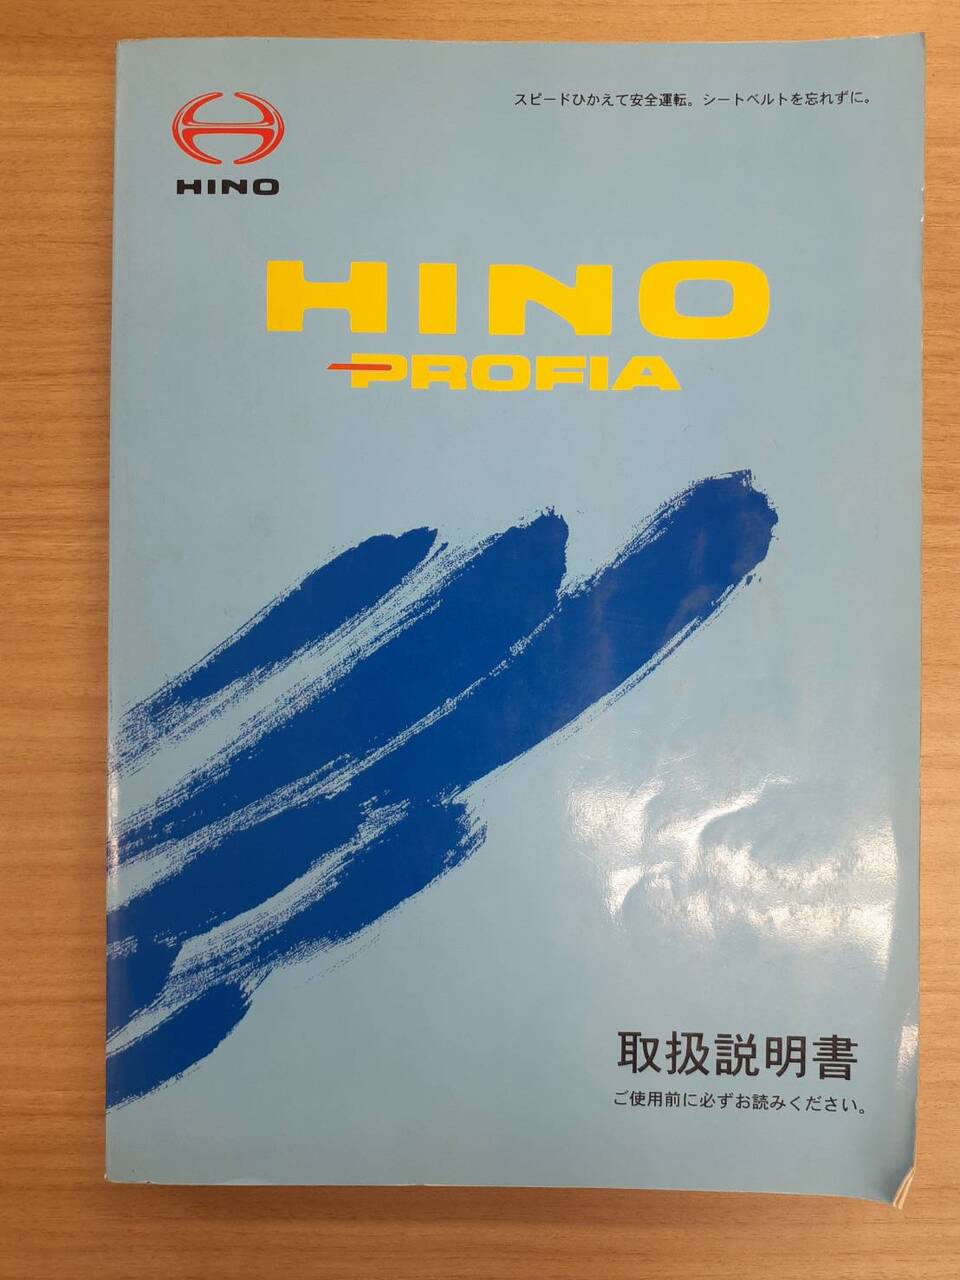 スピードひかえて安全運転。シートベルトを忘れずに。
HINO
HINO
PROFIA
取扱説明書
ご使用前に必ずお読みください。